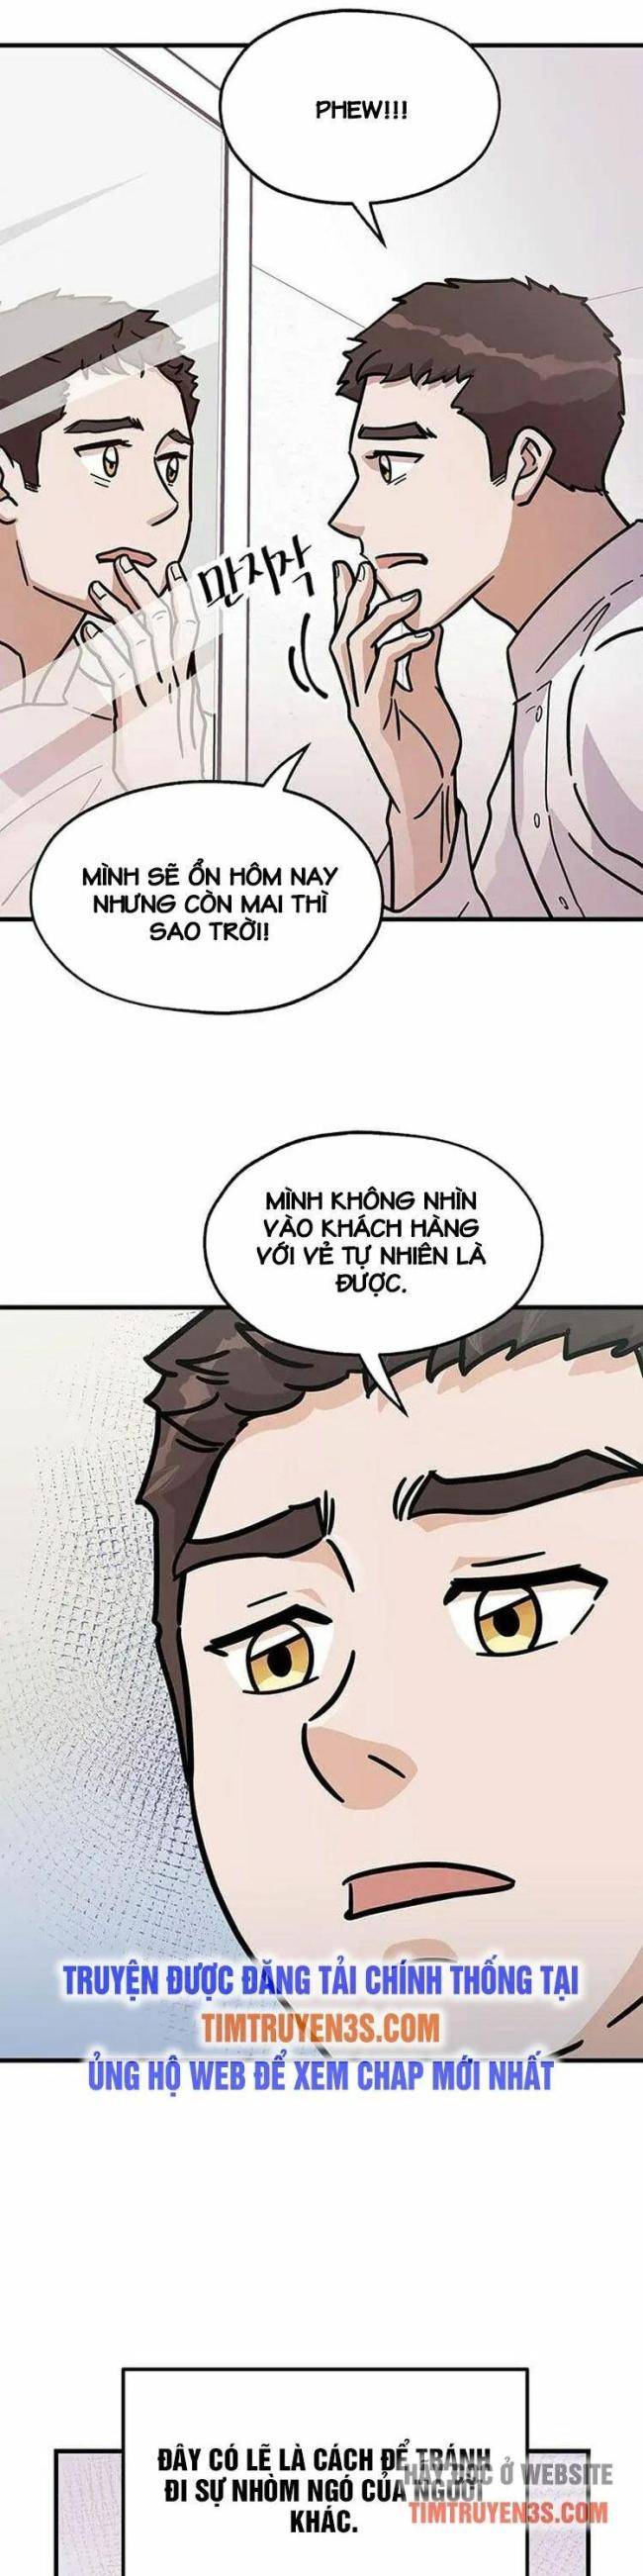 PHEW!!!
만지작
MÌNH SẼ ỔN HÔM NAY
NHƯNG CÒN MAI THÌ
SAO TRỜI!
MÌNH KHÔNG NHÌN
VÀO KHÁCH HÀNG
VỚI VẺ TỰ NHIÊN LÀ
ĐƯỢC.
TRUYỆN ĐƯỢC ĐĂNG TẢI CHÍNH THỐNG TẠI
TIMTRUYEN3S.COM
ỦNG HỘ WEB ĐỂ XEM CHAP MỚI NHẤT
ĐÂY CÓ LẼ LÀ CÁCH ĐỂ TRÁNH
ĐI SỰ NHÒM NGÓ CỦA NGƯỜI
KHÁC.
HÃY ĐỌC Ở WEBSITE
TIMTRUYEN3S.COM